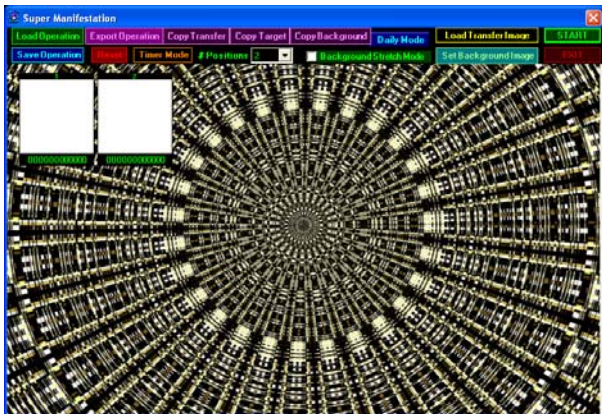 Super Manifestation
Load Operation Export Operation Copy Transfer Copy Target Copy Background Daily Mode Load Transfer Image START
Save Operation Reset Timer Mode # Positions 2 Background Stretch Mode Set Background Image EXIT
000000000000 000000000000